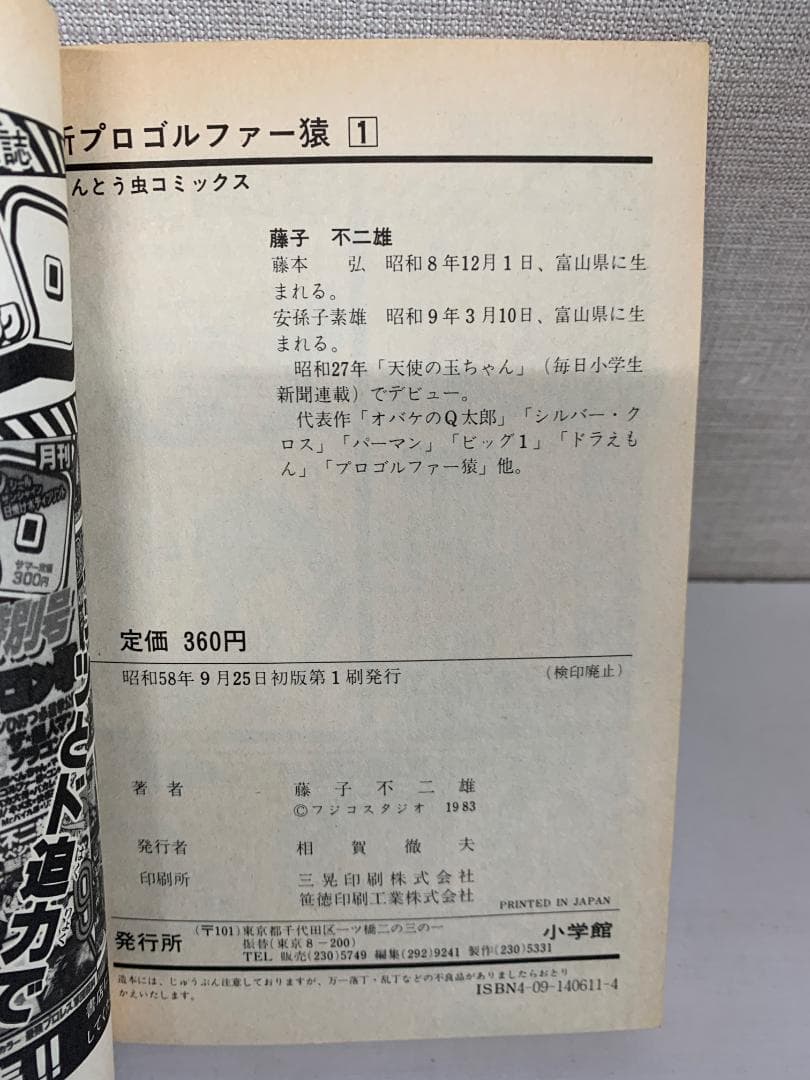 新プロゴルファー猿 1
んとう虫コミックス
藤子 不二雄
藤本 弘 昭和8年12月1日、富山県に生
まれる。
安孫子素雄 昭和9年3月10日、富山県に生
まれる。
昭和27年「天使の玉ちゃん」(毎日小学生
新聞連載)でデビュー。
代表作「オバケのQ太郎」「シルバー・ク
ロス」「パーマン」「ビッグ1」「ドラえも
ん」「プロゴルファー猿」他。
定価 360円
昭和58年9月25日初版第1刷発行 (検印廃止)
著者 藤子不二雄
©フジコスタジオ 1983
発行者 相賀徹夫
印刷所 三晃印刷株式会社
笹徳印刷工業株式会社
PRINTED IN JAPAN
発行所 (〒101)東京都千代田区一ツ橋二の三の一 小学館
振替(東京8-200)
TEL 販売(230)5749 編集(292)9241 製作(230)5331
造本には、じゅうぶん注意しておりますが、万一落丁・乱丁などの不良品がありましたらおとり
かえいたします。
ISBN4-09-140611-4
誌
月刊
サマー定価
300円
特別号
ツとド迫力で
はく りょく
!!